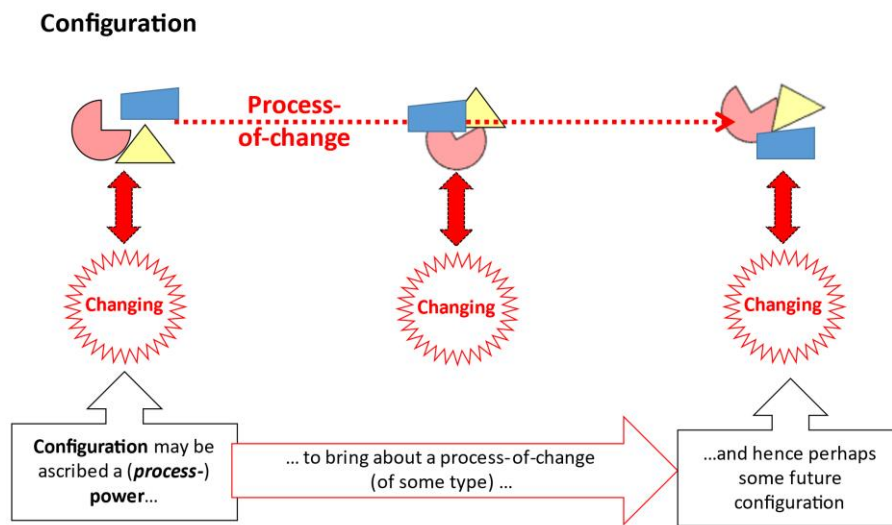 Configuration
Process-
of-change
Changing
Changing
Changing
Configuration may be
ascribed a (process-)
power...
... to bring about a process-of-change
(of some type) ...
...and hence perhaps
some future
configuration